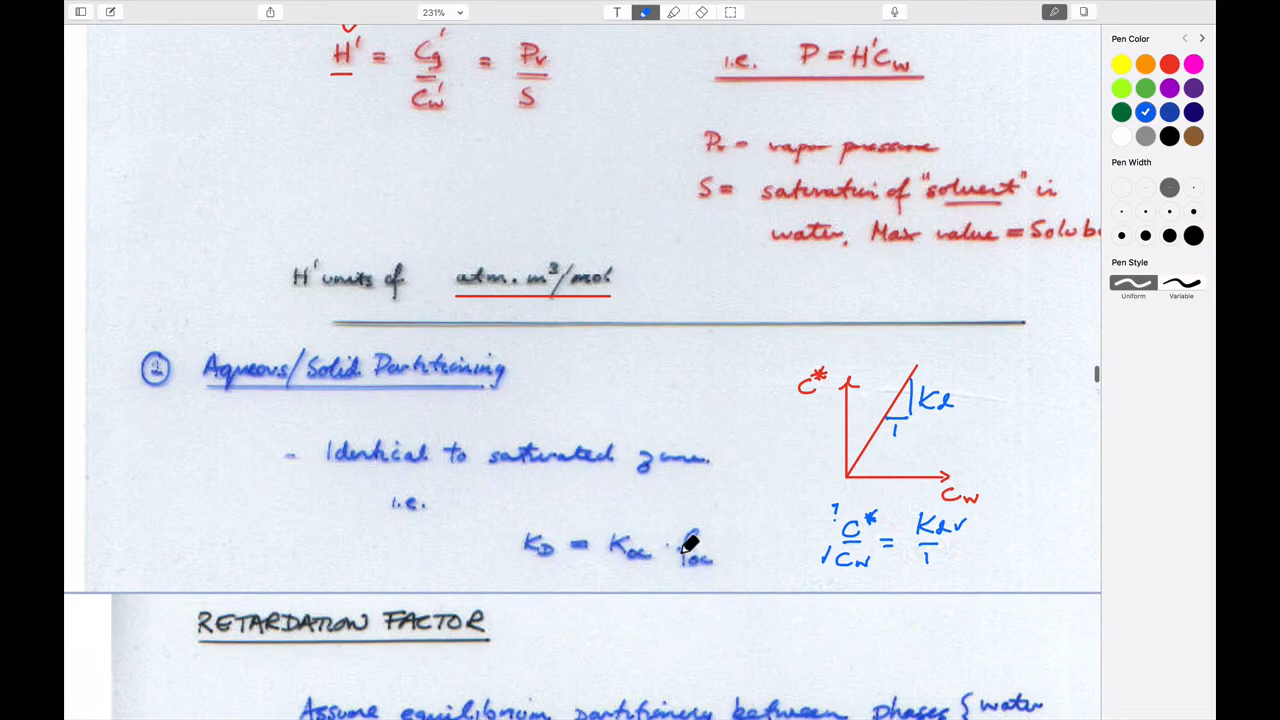 231%
T
Pen Color
H' = Cg' / Cw' = Pv / S
i.e. P = H'Cw
Pv = vapor pressure
S = saturation of "solvent" in
water. Max value = Solub
Pen Width
H' units of atm. m³/mol
Pen Style
Uniform
Variable
② Aqueous/Solid Partitioning
C*
Kd
1
Cw
- Identical to saturated zone.
i.e.
KD = Koc · foc
? C* / √ Cw = Kd √ / 1
RETARDATION FACTOR
Assume equilibrium partitioning between phases { water